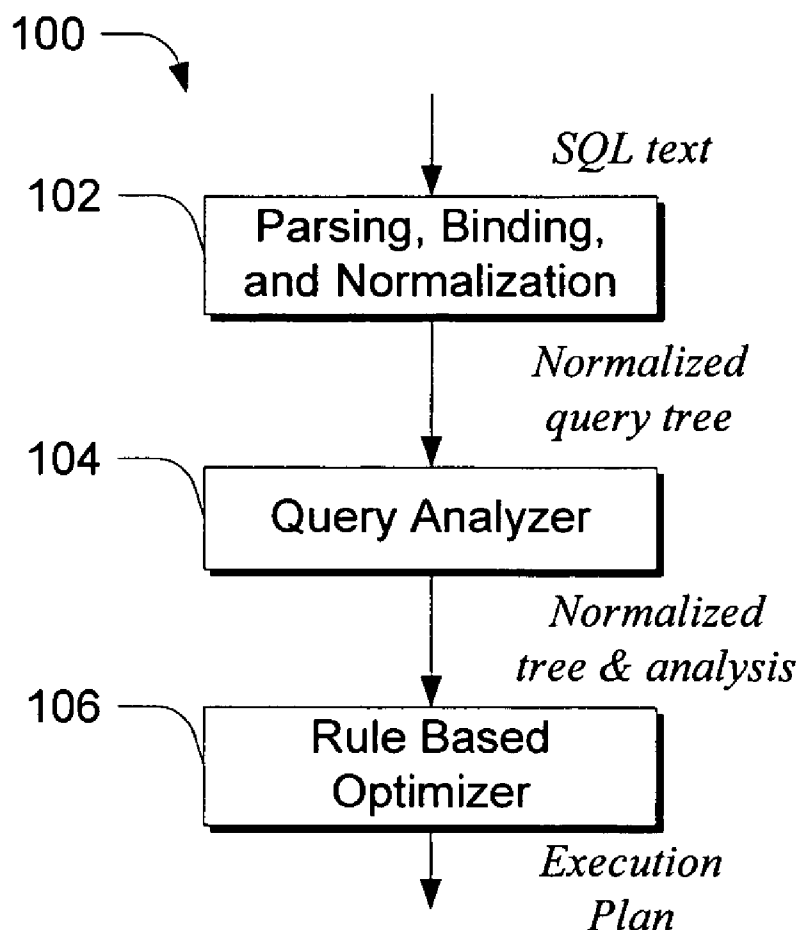 100
SQL text
102
Parsing, Binding,
and Normalization
Normalized
query tree
104
Query Analyzer
Normalized
tree & analysis
106
Rule Based
Optimizer
Execution
Plan